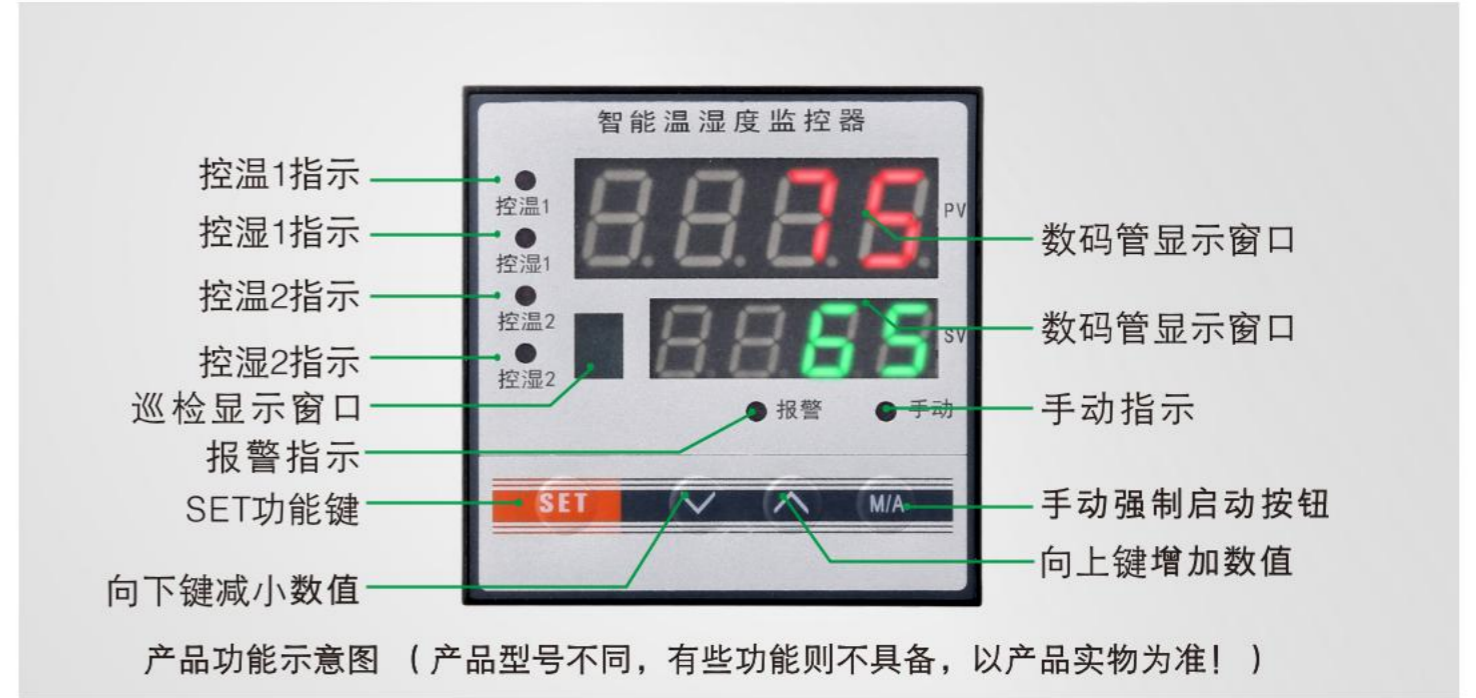 智能温湿度监控器
控温1指示
控温1
PV
75
控湿1指示
控湿1
数码管显示窗口
控温2指示
控温2
65
SV
数码管显示窗口
控湿2指示
控湿2
巡检显示窗口
报警
手动
手动指示
报警指示
SET功能键
SET
M/A
手动强制启动按钮
向上键增加数值
向下键减小数值
产品功能示意图 （产品型号不同，有些功能则不具备，以产品实物为准！）